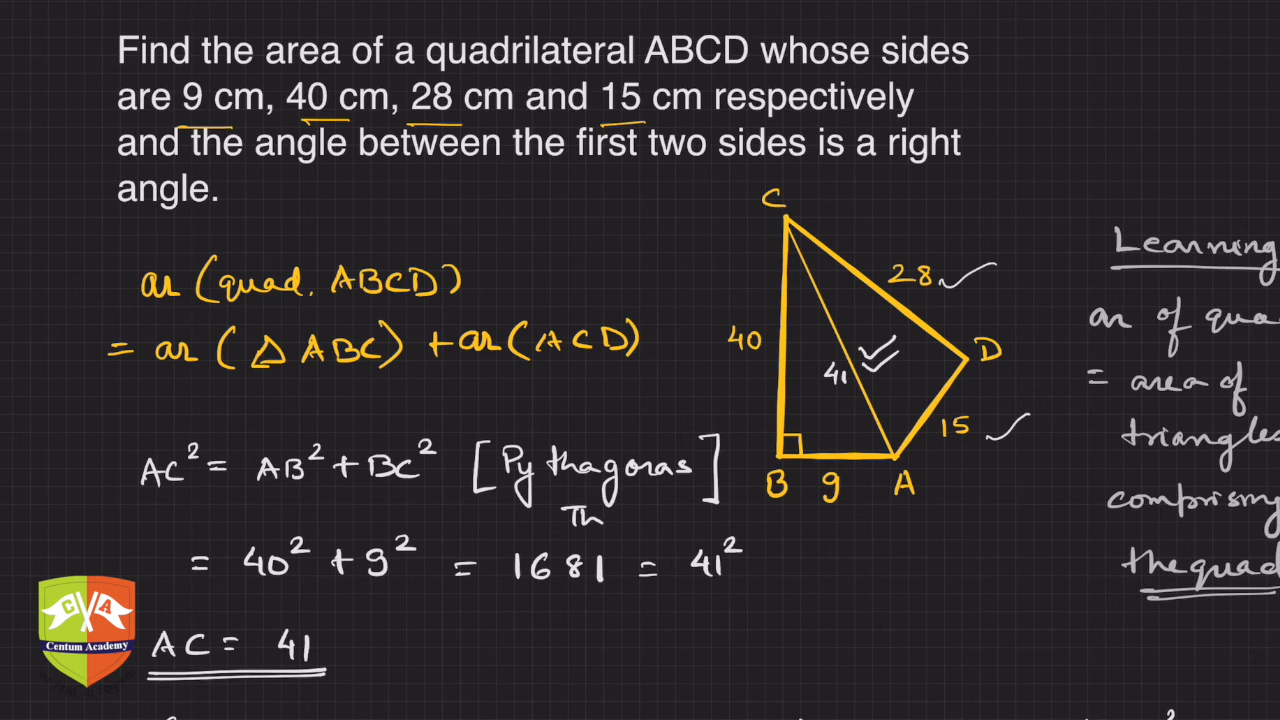 Find the area of a quadrilateral ABCD whose sides
are 9 cm, 40 cm, 28 cm and 15 cm respectively
and the angle between the first two sides is a right
angle.
ar (quad. ABCD)
= ar (Δ ABC) + ar (ACD)
AC² = AB² + BC² [Pythagoras
Th]
= 40² + 9² = 1681 = 41²
AC = 41
C
28
40
41
D
15
B 9 A
Learning
ar of qua
= area of
triangles
comprising
the quad
C A
Centum Academy